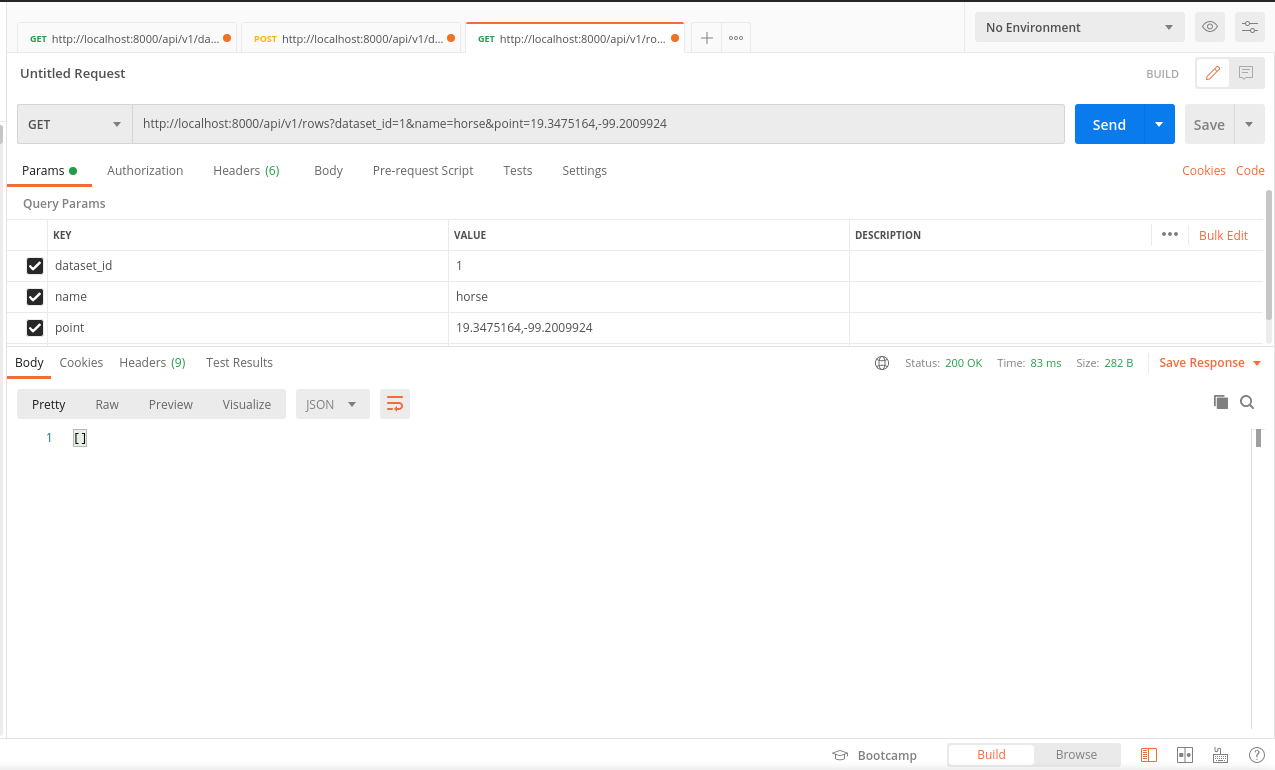 GET http://localhost:8000/api/v1/da...
POST http://localhost:8000/api/v1/d...
GET http://localhost:8000/api/v1/ro...
No Environment
Untitled Request
BUILD
GET
http://localhost:8000/api/v1/rows?dataset_id=1&name=horse&point=19.3475164,-99.2009924
Send
Save
Params
Authorization
Headers (6)
Body
Pre-request Script
Tests
Settings
Cookies
Code
Query Params
KEY
VALUE
DESCRIPTION
Bulk Edit
dataset_id
1
name
horse
point
19.3475164,-99.2009924
Body
Cookies
Headers (9)
Test Results
Status: 200 OK
Time: 83 ms
Size: 282 B
Save Response
Pretty
Raw
Preview
Visualize
JSON
1 []
Bootcamp
Build
Browse